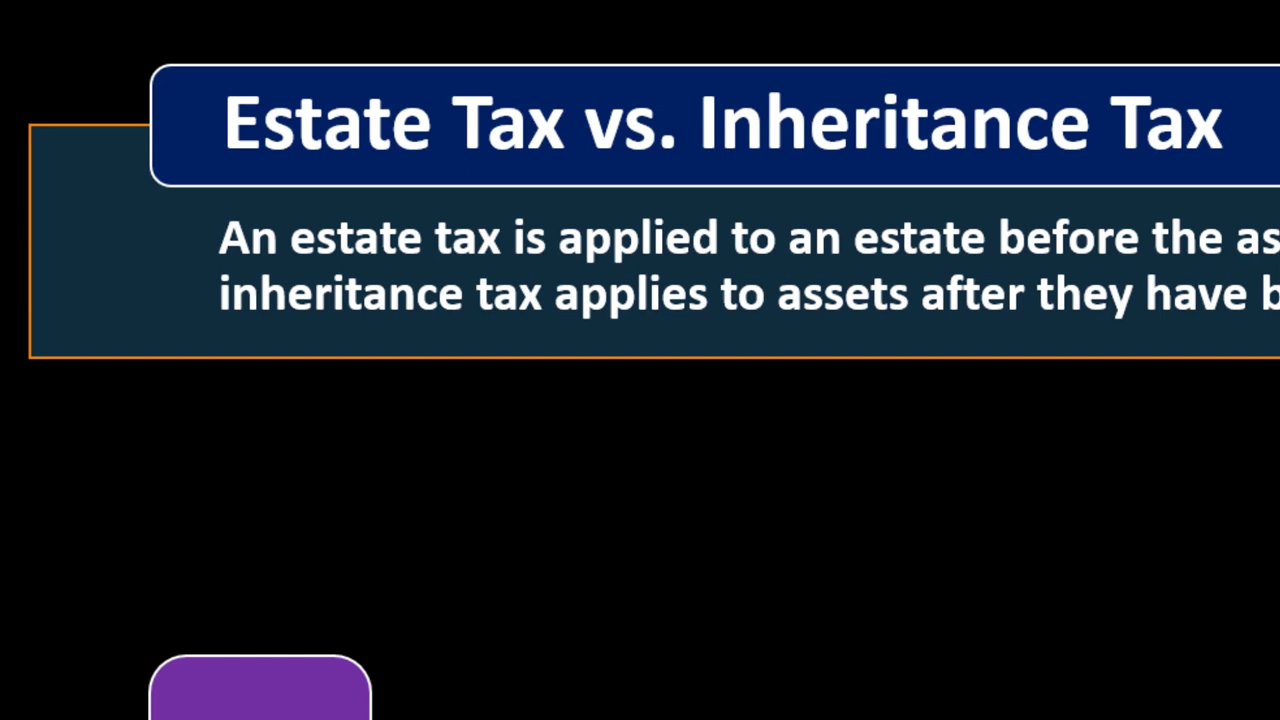 Estate Tax vs. Inheritance Tax
An estate tax is applied to an estate before the
inheritance tax applies to assets after they have